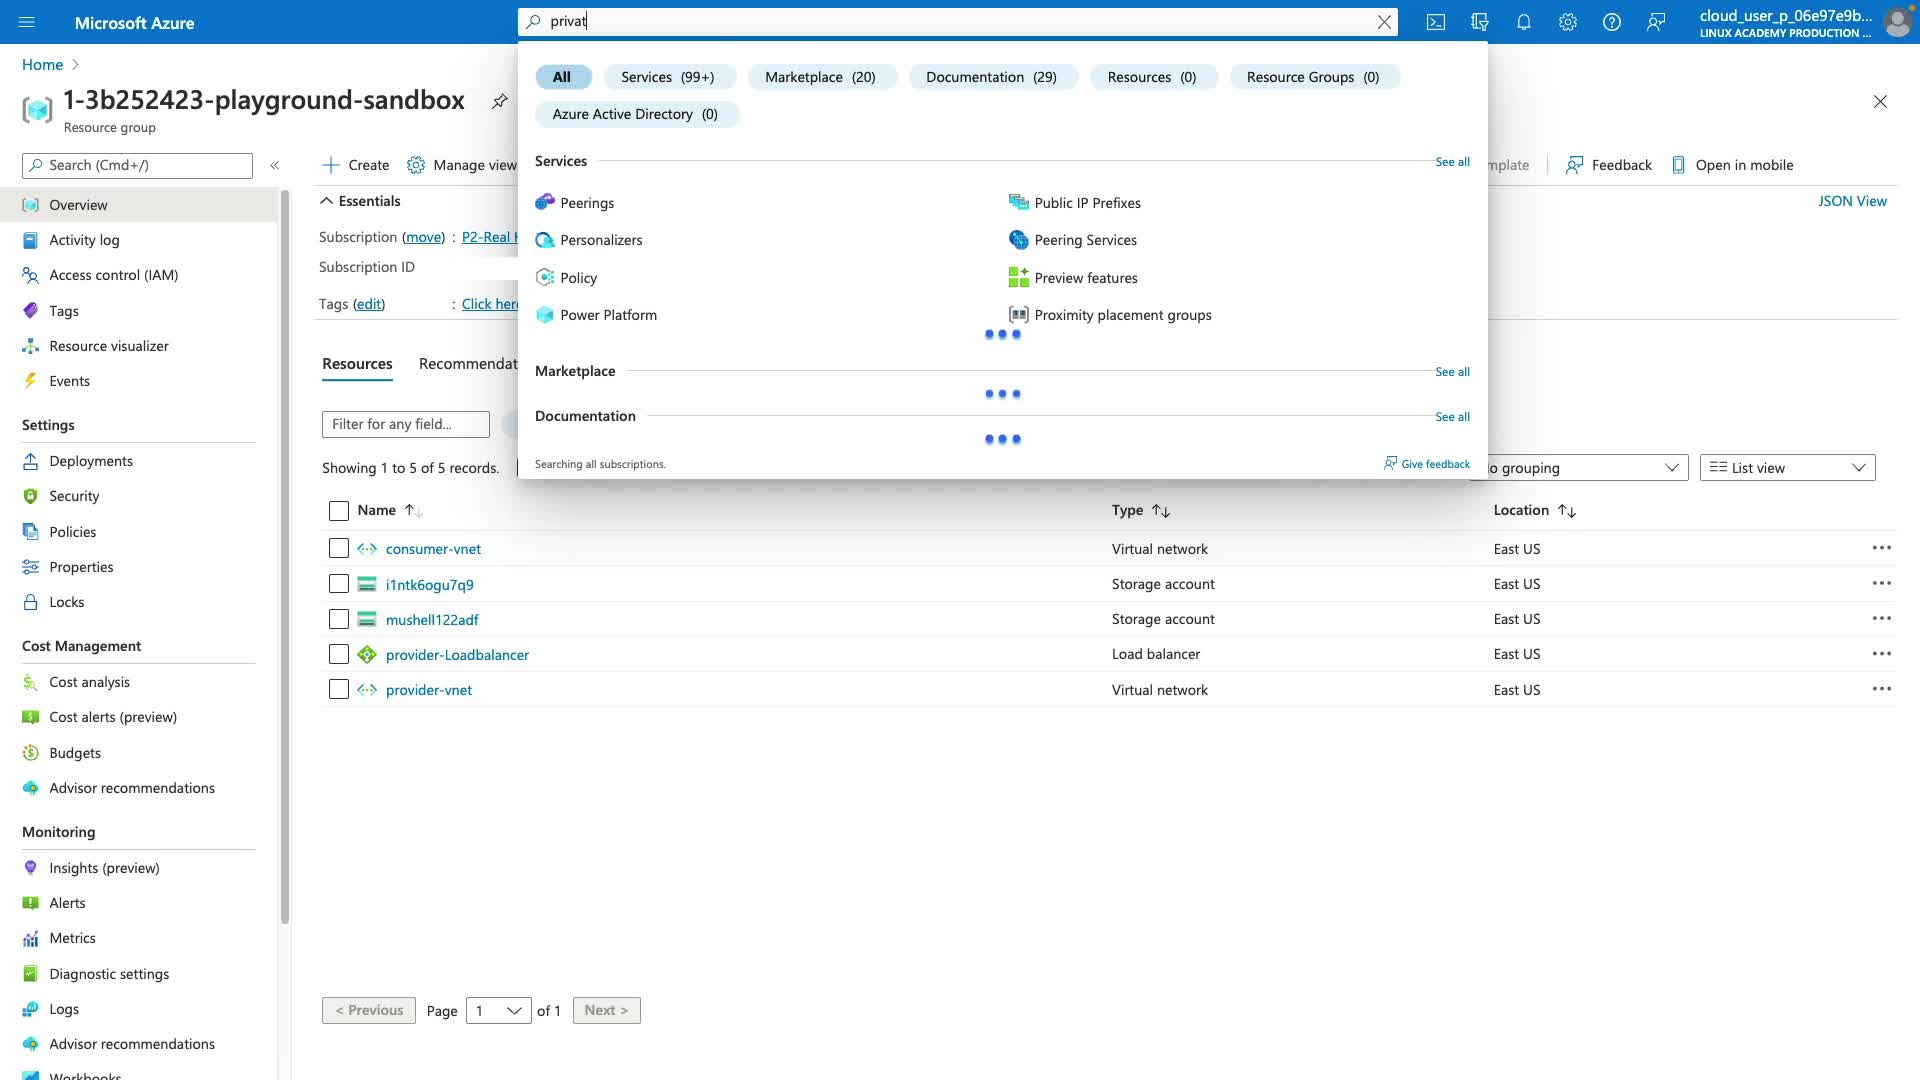 Microsoft Azure
privat
cloud_user_p_06e97e9b...
LINUX ACADEMY PRODUCTION ...
Home
1-3b252423-playground-sandbox
Resource group
Search (Cmd+/)
Overview
Activity log
Access control (IAM)
Tags
Resource visualizer
Events
Settings
Deployments
Security
Policies
Properties
Locks
Cost Management
Cost analysis
Cost alerts (preview)
Budgets
Advisor recommendations
Monitoring
Insights (preview)
Alerts
Metrics
Diagnostic settings
Logs
Advisor recommendations
Workbooks
Create Manage view
Feedback Open in mobile
Essentials
JSON View
Subscription (move) : P2-Real
Subscription ID
Tags (edit) : Click here
Resources Recommendat
Filter for any field...
Showing 1 to 5 of 5 records.
All Services (99+) Marketplace (20) Documentation (29) Resources (0) Resource Groups (0)
Azure Active Directory (0)
Services See all
Peerings Public IP Prefixes
Personalizers Peering Services
Policy Preview features
Power Platform Proximity placement groups
Marketplace See all
Documentation See all
Searching all subscriptions. Give feedback
o grouping List view
Name Type Location
consumer-vnet Virtual network East US
i1ntk6ogu7q9 Storage account East US
mushell122adf Storage account East US
provider-Loadbalancer Load balancer East US
provider-vnet Virtual network East US
< Previous Page 1 of 1 Next >